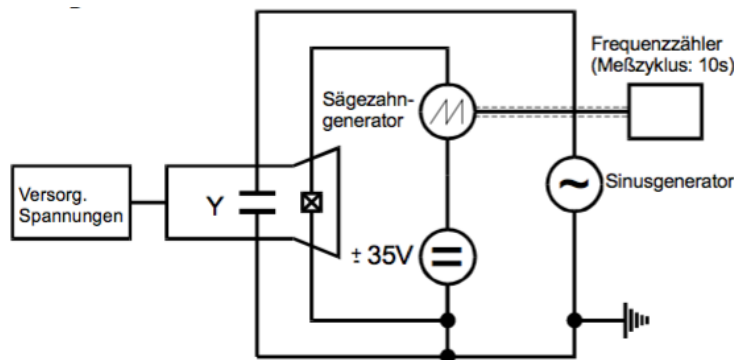 Frequenzzähler
(Meßzyklus: 10s)
Sägezahn-
generator
Versorg.
Spannungen
Y
Sinusgenerator
± 35V